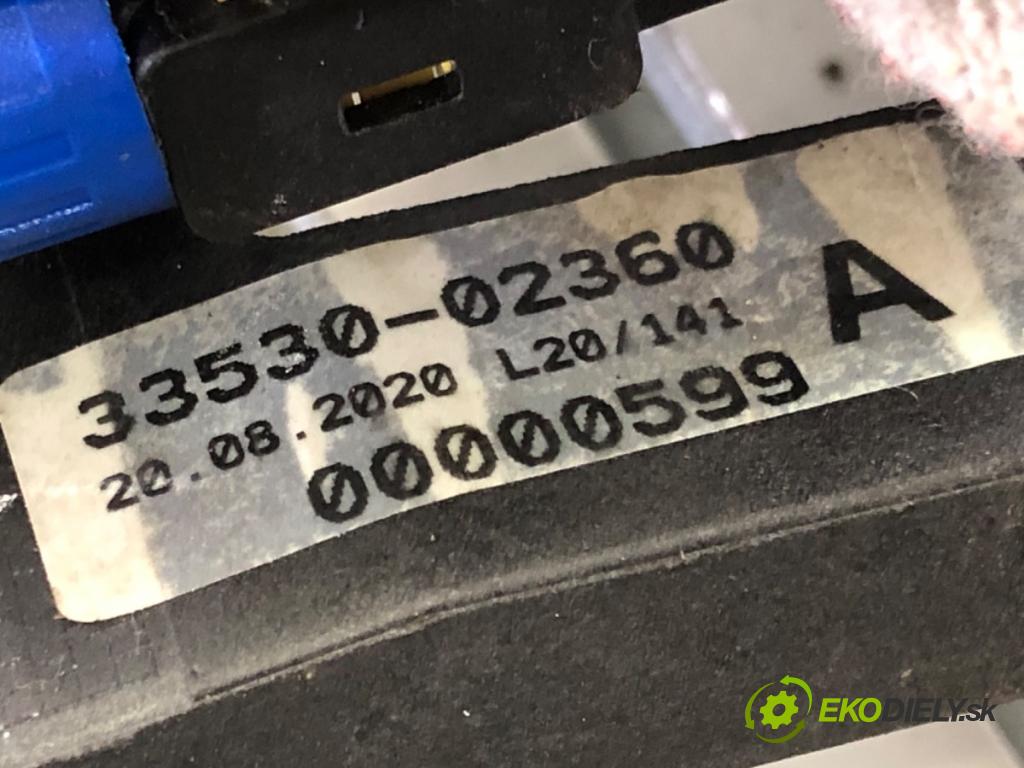 33530-02360
20.08.2020 L20/141
00000599
A
EKODIELY.sk